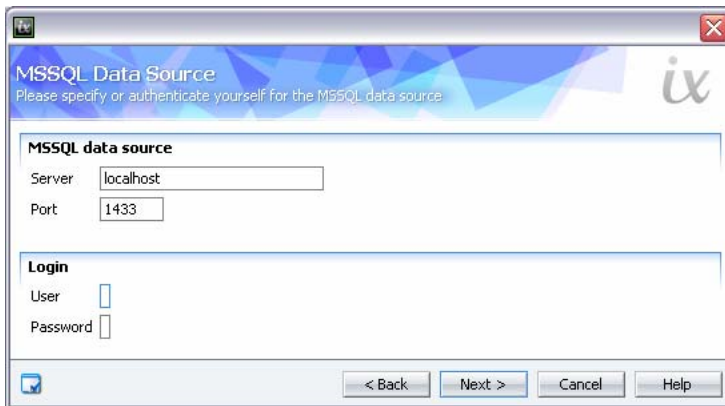 ix
MSSQL Data Source
Please specify or authenticate yourself for the MSSQL data source
ix
MSSQL data source
Server localhost
Port 1433
Login
User
Password
< Back Next > Cancel Help